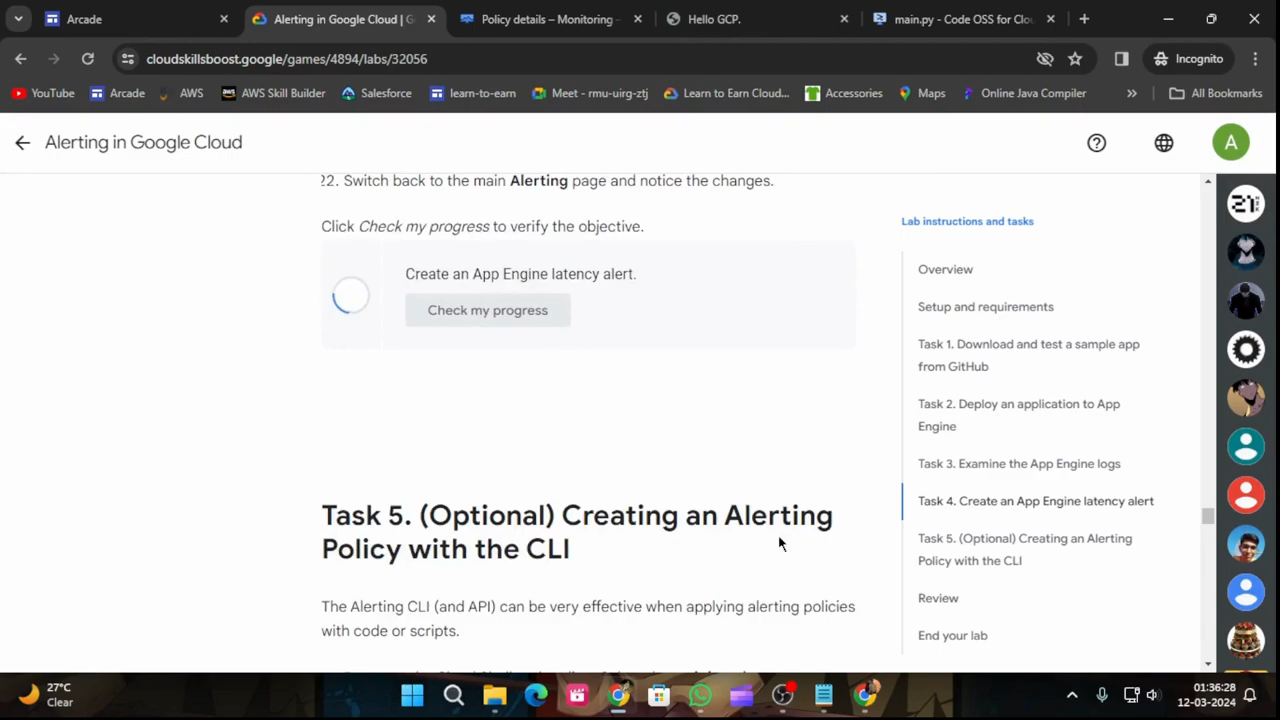 Arcade
Alerting in Google Cloud | G
Policy details – Monitoring –
Hello GCP.
main.py - Code OSS for Clou
cloudskillsboost.google/games/4894/labs/32056
Incognito
YouTube
Arcade
AWS
AWS Skill Builder
Salesforce
learn-to-earn
Meet - rmu-uirg-ztj
Learn to Earn Cloud...
Accessories
Maps
Online Java Compiler
All Bookmarks
Alerting in Google Cloud
A
22. Switch back to the main Alerting page and notice the changes.
Click Check my progress to verify the objective.
Create an App Engine latency alert.
Check my progress
Task 5. (Optional) Creating an Alerting
Policy with the CLI
The Alerting CLI (and API) can be very effective when applying alerting policies
with code or scripts.
Lab instructions and tasks
Overview
Setup and requirements
Task 1. Download and test a sample app
from GitHub
Task 2. Deploy an application to App
Engine
Task 3. Examine the App Engine logs
Task 4. Create an App Engine latency alert
Task 5. (Optional) Creating an Alerting
Policy with the CLI
Review
End your lab
27°C
Clear
01:36:28
12-03-2024